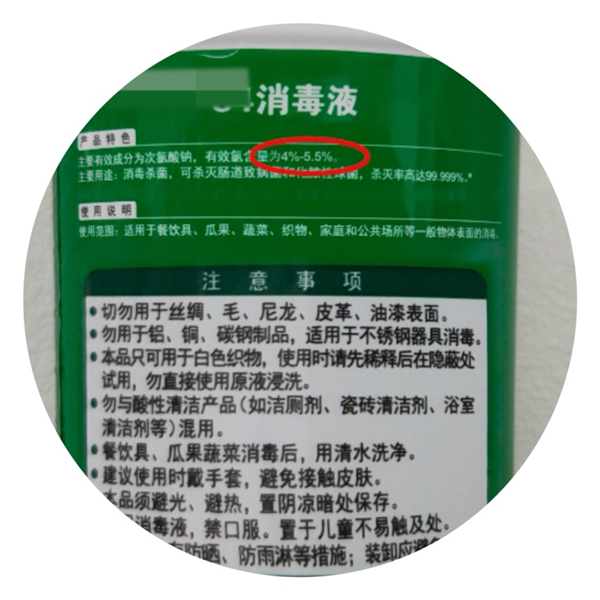 消毒液
产品特色
主要有效成分为次氯酸钠，有效氯含量为4%-5.5%。
主要用途：消毒杀菌，可杀灭肠道致病菌和化脓性球菌，杀灭率高达99.999%。*
使用说明
使用范围：适用于餐饮具、瓜果、蔬菜、织物、家庭和公共场所等一般物体表面的消毒。
注意事项
• 切勿用于丝绸、毛、尼龙、皮革、油漆表面。
• 勿用于铝、铜、碳钢制品，适用于不锈钢器具消毒。
• 本品只可用于白色织物，使用时请先稀释后在隐蔽处
试用，勿直接使用原液浸洗。
• 勿与酸性清洁产品（如洁厕剂、瓷砖清洁剂、浴室
清洁剂等）混用。
• 餐饮具、瓜果蔬菜消毒后，用清水洗净。
• 建议使用时戴手套，避免接触皮肤。
本品须避光、避热，置阴凉暗处保存。
消毒液，禁口服。置于儿童不易触及处。
防晒、防雨淋等措施；装卸应避